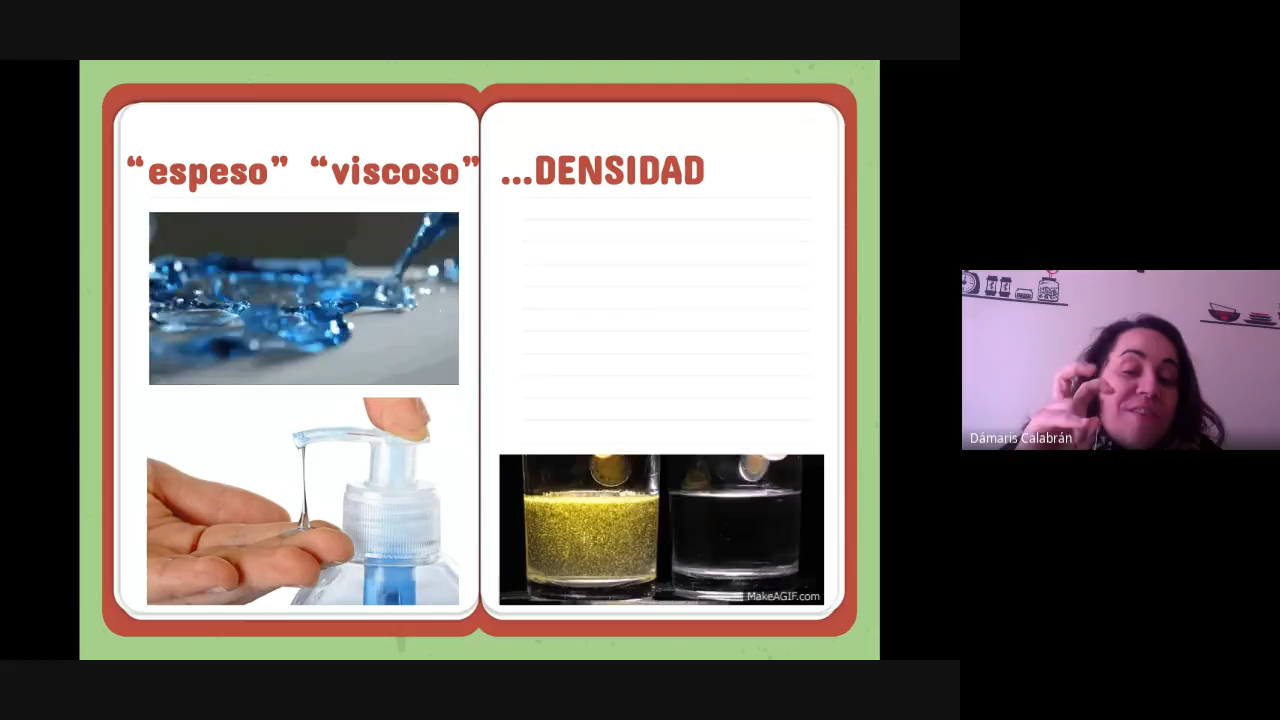 “espeso” “viscoso” ...DENSIDAD
MakeAGIF.com
Dámaris Calabrán